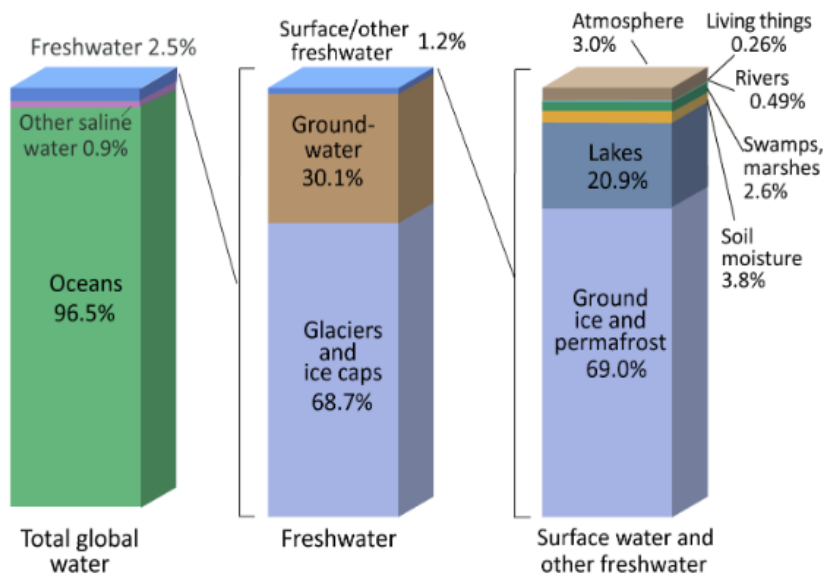 Freshwater 2.5%
Other saline
water 0.9%
Oceans
96.5%
Total global
water
Surface/other
freshwater
1.2%
Ground-
water
30.1%
Glaciers
and
ice caps
68.7%
Freshwater
Atmosphere
3.0%
Living things
0.26%
Rivers
0.49%
Swamps,
marshes
2.6%
Soil
moisture
3.8%
Lakes
20.9%
Ground
ice and
permafrost
69.0%
Surface water and
other freshwater